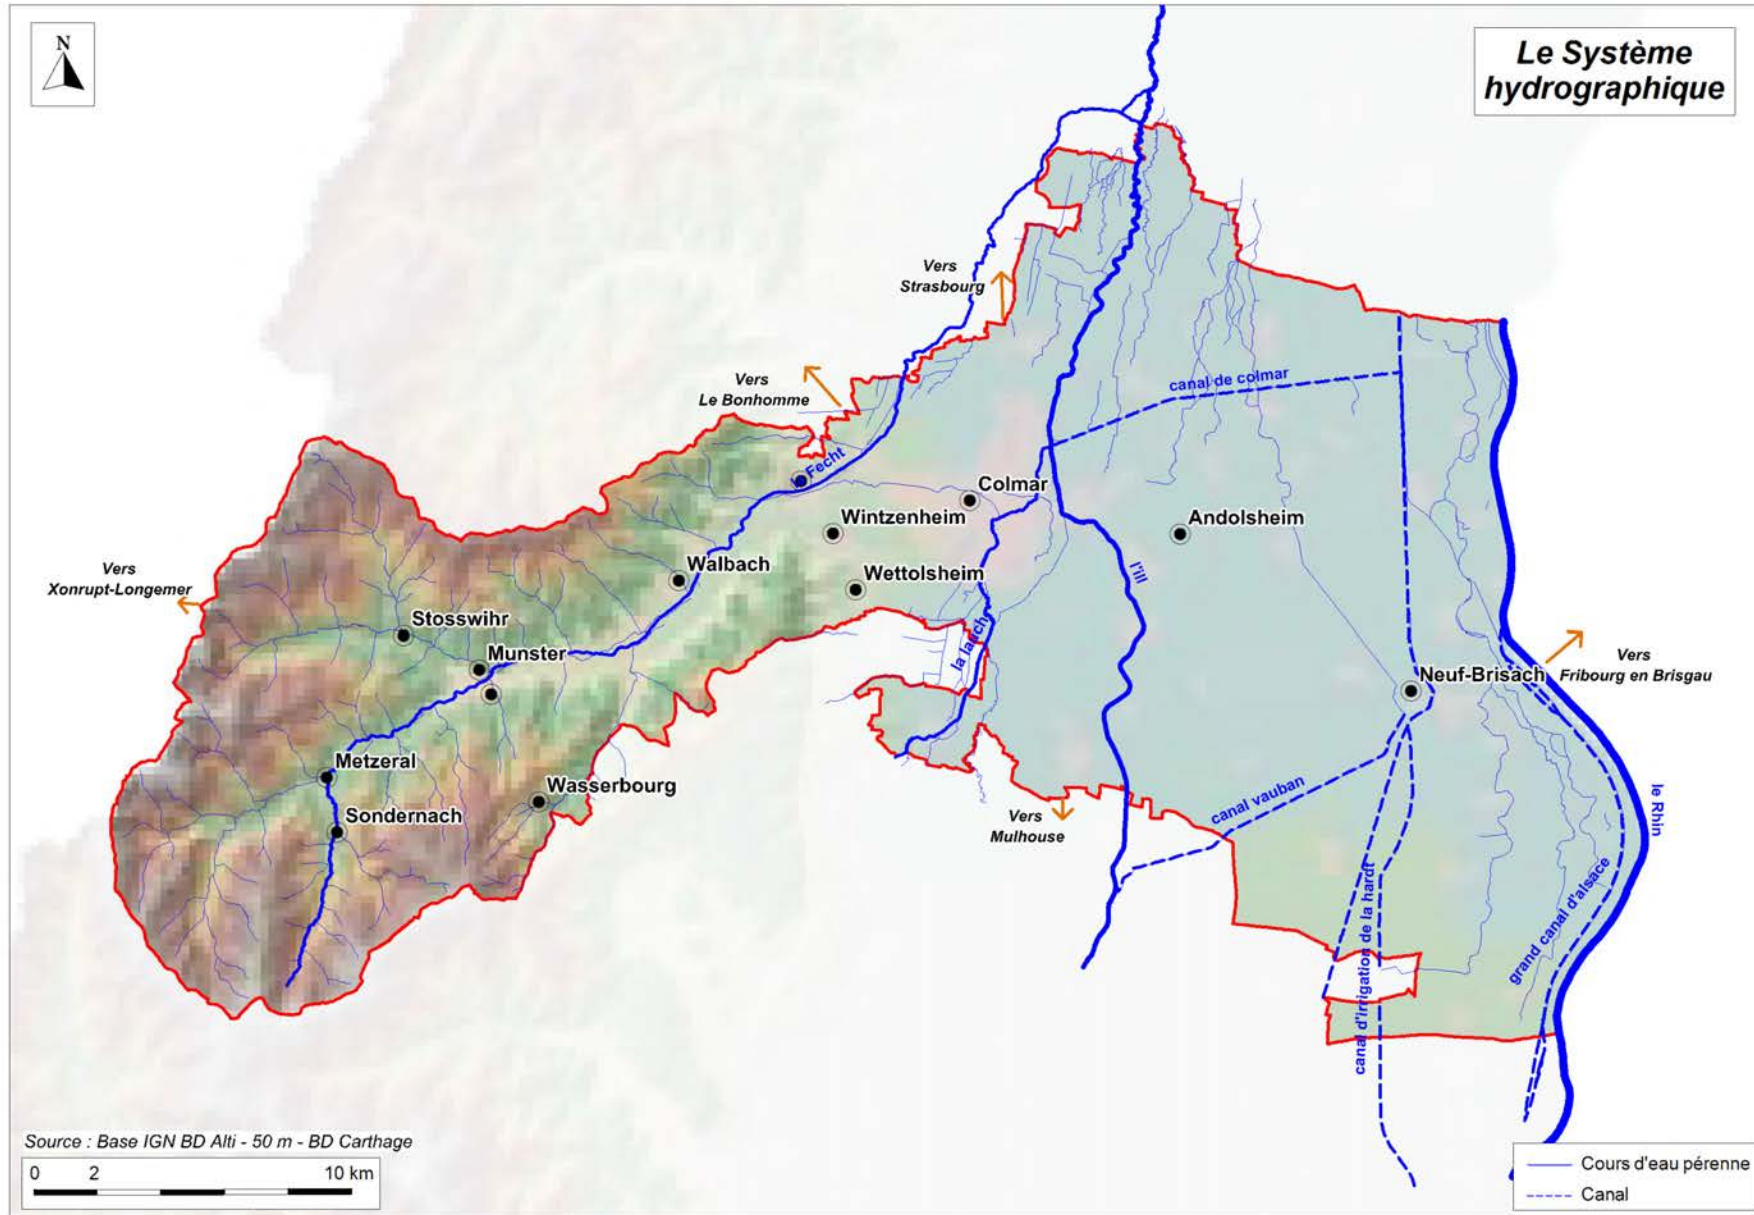 N
Le Système
hydrographique
Vers
Strasbourg
Vers
Le Bonhomme
canal de colmar
Fecht
Colmar
Wintzenheim
Andolsheim
Vers
Xonrupt-Longemer
Walbach
Wettolsheim
l'ill
Stosswihr
la lauch
Munster
Vers
Fribourg en Brisgau
Neuf-Brisach
Metzeral
Wasserbourg
Sondernach
canal vauban
Vers
Mulhouse
le Rhin
canal d'irrigation de la hardt
grand canal d'alsace
Source : Base IGN BD Alti - 50 m - BD Carthage
0 2 10 km
Cours d'eau pérenne
Canal